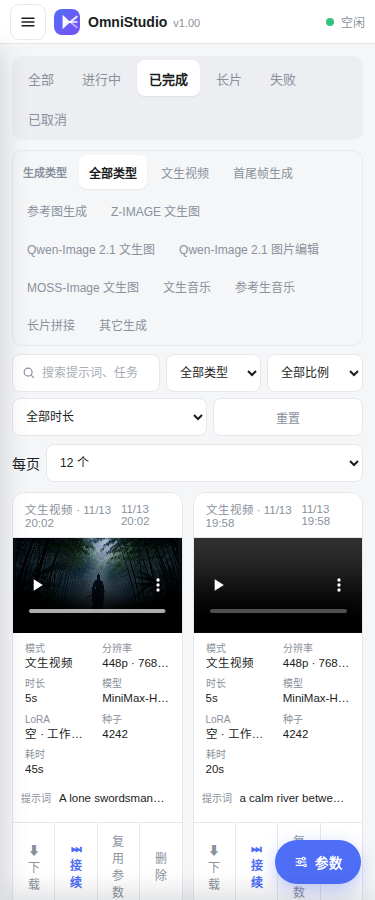 OmniStudio v1.00 空闲
全部 进行中 已完成 长片 失败
已取消
生成类型 全部类型 文生视频 首尾帧生成
参考图生成 Z-IMAGE 文生图
Qwen-Image 2.1 文生图 Qwen-Image 2.1 图片编辑
MOSS-Image 文生图 文生音乐 参考生音乐
长片拼接 其它生成
搜索提示词、任务 全部类型 全部比例
全部时长 重置
每页 12 个
文生视频 · 11/13 20:02 11/13 20:02
文生视频 · 11/13 19:58 11/13 19:58
模式 分辨率 模式 分辨率
文生视频 448p · 768... 文生视频 448p · 768...
时长 模型 时长 模型
5s MiniMax-H... 5s MiniMax-H...
LoRA 种子 LoRA 种子
空 · 工作... 4242 空 · 工作... 4242
耗时 耗时
45s 20s
提示词 A lone swordsman... 提示词 a calm river betwe...
下载 接续 复用参数 删除 下载 接续
参数